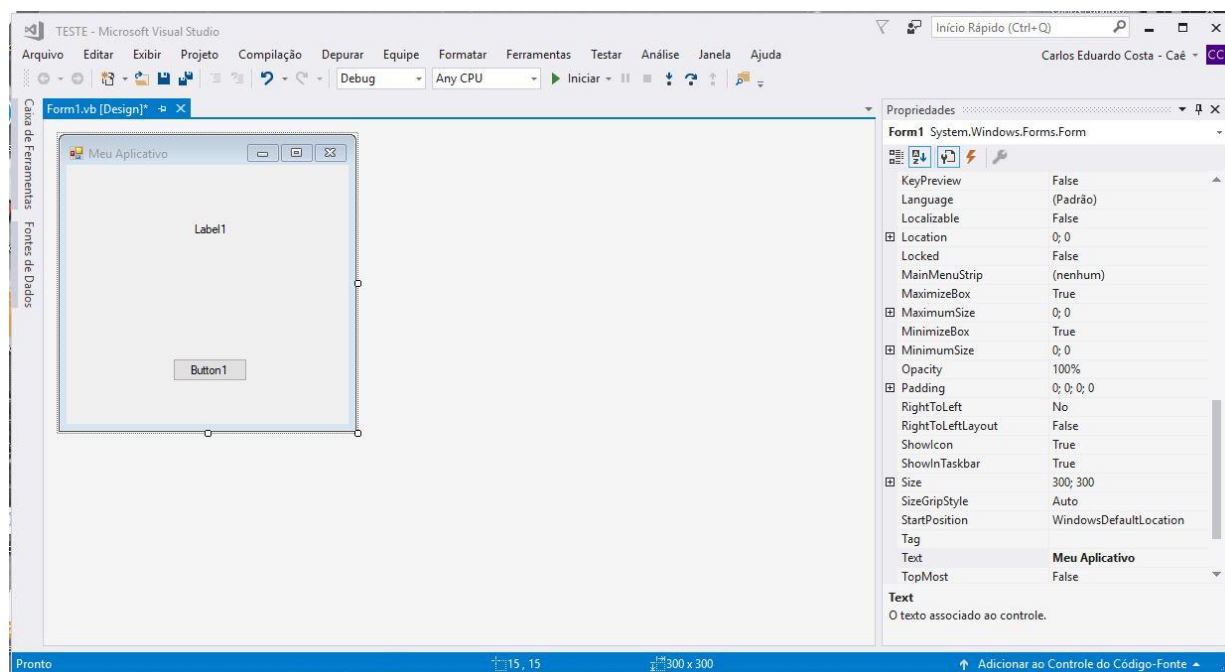 TESTE - Microsoft Visual Studio
Início Rápido (Ctrl+Q)
Arquivo Editar Exibir Projeto Compilação Depurar Equipe Formatar Ferramentas Testar Análise Janela Ajuda
Carlos Eduardo Costa - Caê CC
Debug Any CPU Iniciar
Caixa de Ferramentas
Fontes de Dados
Form1.vb [Design]*
Meu Aplicativo
Label1
Button1
Propriedades
Form1 System.Windows.Forms.Form
KeyPreview False
Language (Padrão)
Localizable False
Location 0; 0
Locked False
MainMenuStrip (nenhum)
MaximizeBox True
MaximumSize 0; 0
MinimizeBox True
MinimumSize 0; 0
Opacity 100%
Padding 0; 0; 0; 0
RightToLeft No
RightToLeftLayout False
ShowIcon True
ShowInTaskbar True
Size 300; 300
SizeGripStyle Auto
StartPosition WindowsDefaultLocation
Tag
Text Meu Aplicativo
TopMost False
Text
O texto associado ao controle.
Pronto 15 , 15 300 x 300 Adicionar ao Controle do Código-Fonte